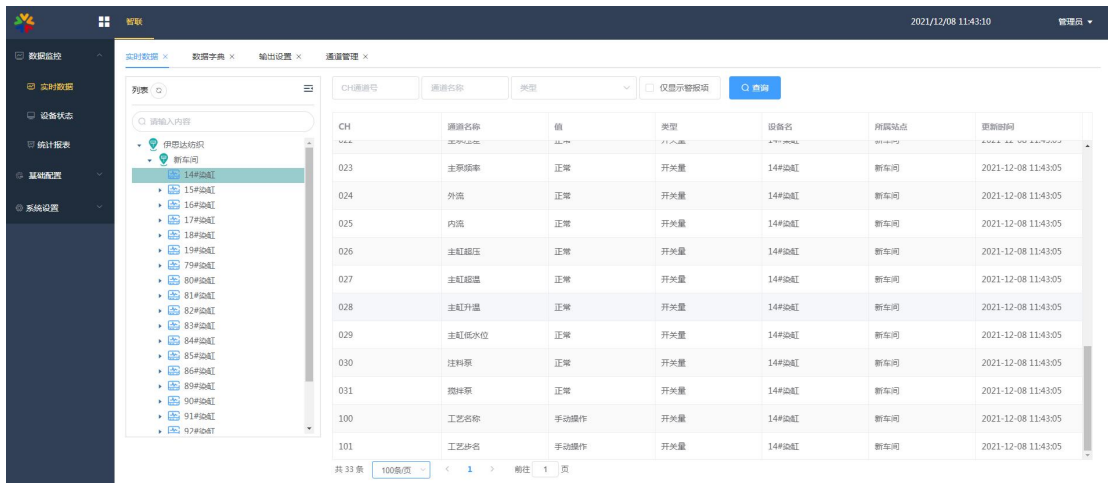 智联
2021/12/08 11:43:10
管理员
数据监控
实时数据
设备状态
统计报表
基础配置
系统设置
实时数据 ×
数据字典 ×
输出设置 ×
通道管理 ×
列表
请输入内容
伊思达纺织
新车间
14#染缸
15#染缸
16#染缸
17#染缸
18#染缸
19#染缸
79#染缸
80#染缸
81#染缸
82#染缸
83#染缸
84#染缸
85#染缸
86#染缸
89#染缸
90#染缸
91#染缸
92#染缸
CH通道号 通道名称 类型 仅显示警报项 查询
CH 通道名称 值 类型 设备名 所属站点 更新时间
023 主泵频率 正常 开关量 14#染缸 新车间 2021-12-08 11:43:05
024 外流 正常 开关量 14#染缸 新车间 2021-12-08 11:43:05
025 内流 正常 开关量 14#染缸 新车间 2021-12-08 11:43:05
026 主缸超压 正常 开关量 14#染缸 新车间 2021-12-08 11:43:05
027 主缸超温 正常 开关量 14#染缸 新车间 2021-12-08 11:43:05
028 主缸升温 正常 开关量 14#染缸 新车间 2021-12-08 11:43:05
029 主缸低水位 正常 开关量 14#染缸 新车间 2021-12-08 11:43:05
030 注料泵 正常 开关量 14#染缸 新车间 2021-12-08 11:43:05
031 搅拌泵 正常 开关量 14#染缸 新车间 2021-12-08 11:43:05
100 工艺名称 手动操作 开关量 14#染缸 新车间 2021-12-08 11:43:05
101 工艺步名 手动操作 开关量 14#染缸 新车间 2021-12-08 11:43:05
共 33 条 100条/页 < 1 > 前往 1 页